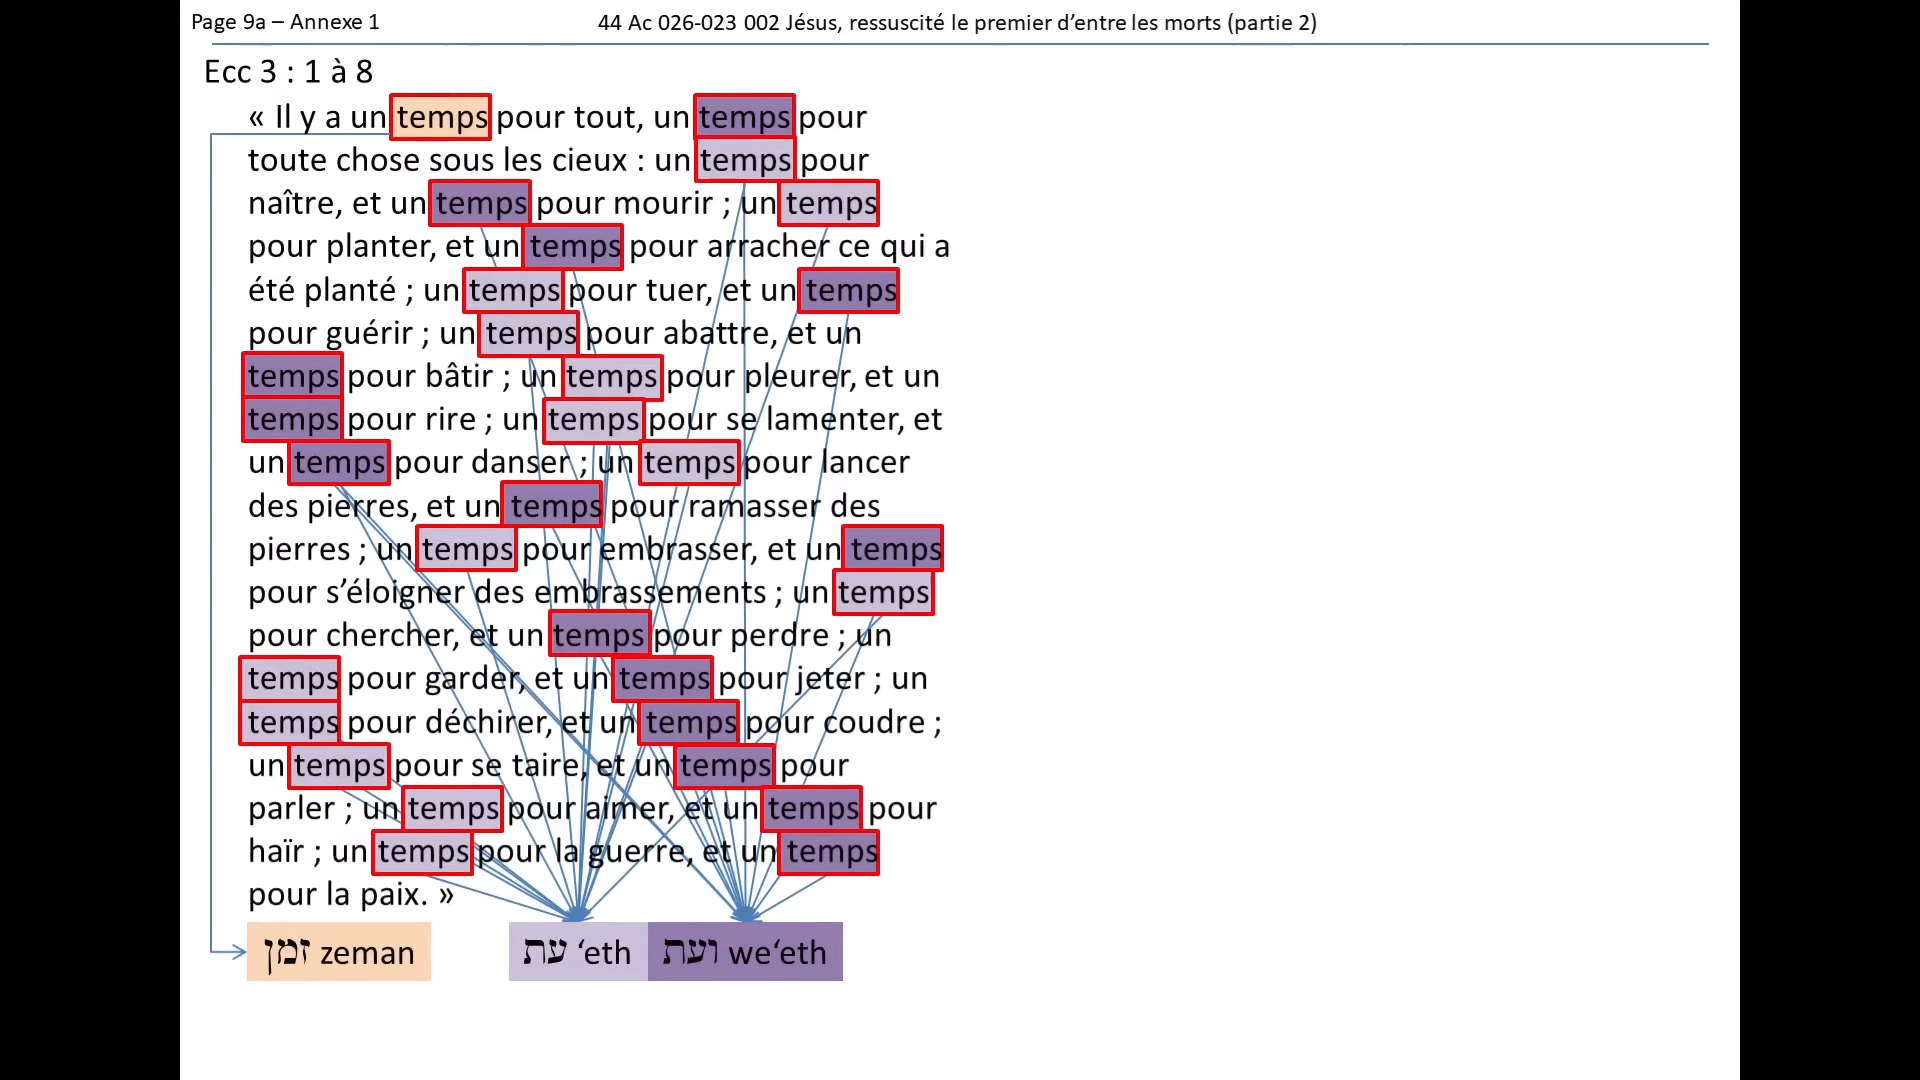 Page 9a – Annexe 1
44 Ac 026-023 002 Jésus, ressuscité le premier d’entre les morts (partie 2)
Ecc 3 : 1 à 8
« Il y a un temps pour tout, un temps pour
toute chose sous les cieux : un temps pour
naître, et un temps pour mourir ; un temps
pour planter, et un temps pour arracher ce qui a
été planté ; un temps pour tuer, et un temps
pour guérir ; un temps pour abattre, et un
temps pour bâtir ; un temps pour pleurer, et un
temps pour rire ; un temps pour se lamenter, et
un temps pour danser ; un temps pour lancer
des pierres, et un temps pour ramasser des
pierres ; un temps pour embrasser, et un temps
pour s’éloigner des embrassements ; un temps
pour chercher, et un temps pour perdre ; un
temps pour garder, et un temps pour jeter ; un
temps pour déchirer, et un temps pour coudre ;
un temps pour se taire, et un temps pour
parler ; un temps pour aimer, et un temps pour
haïr ; un temps pour la guerre, et un temps
pour la paix. »
זמן zeman
עת ‘eth
ועת we‘eth